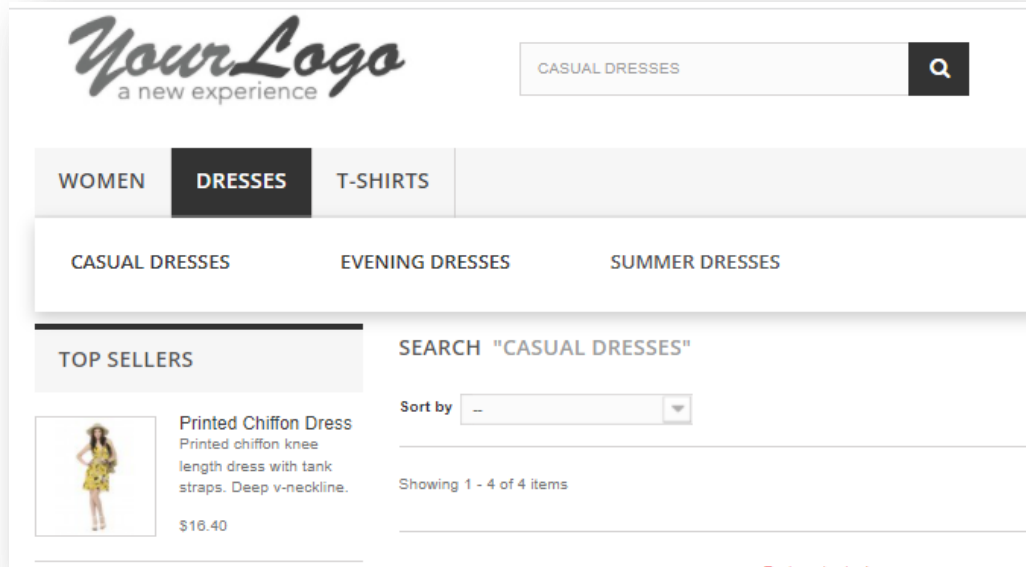 YourLogo
a new experience
CASUAL DRESSES
WOMEN DRESSES T-SHIRTS
CASUAL DRESSES EVENING DRESSES SUMMER DRESSES
TOP SELLERS
Printed Chiffon Dress
Printed chiffon knee
length dress with tank
straps. Deep v-neckline.
$16.40
SEARCH "CASUAL DRESSES"
Sort by --
Showing 1 - 4 of 4 items